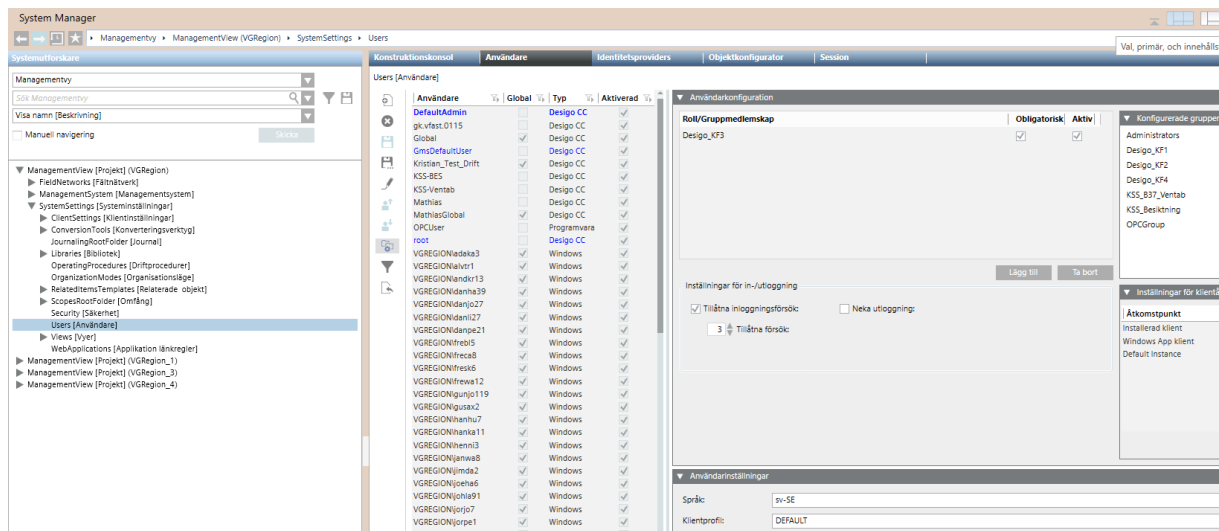 System Manager
Managementvy
ManagementView (VGRegion)
SystemSettings
Users
Val, primär, och innehålls
Systemutforskare
Managementvy
Sök Managementvy
Visa namn [Beskrivning]
Manuell navigering
Skicka
ManagementView [Projekt] (VGRegion)
FieldNetworks [Fältnätverk]
ManagementSystem [Managementsystem]
SystemSettings [Systeminställningar]
ClientSettings [Klientinställningar]
ConversionTools [Konverteringsverktyg]
JournalingRootFolder [Journal]
Libraries [Bibliotek]
OperatingProcedures [Driftprocedurer]
OrganizationModes [Organisationsläge]
RelatedItemsTemplates [Relaterade objekt]
ScopesRootFolder [Omfång]
Security [Säkerhet]
Users [Användare]
Views [Vyer]
WebApplications [Applikation länkregler]
ManagementView [Projekt] (VGRegion_1)
ManagementView [Projekt] (VGRegion_3)
ManagementView [Projekt] (VGRegion_4)
Konstruktionskonsol
Användare
Identitetsproviders
Objektkonfigurator
Session
Users [Användare]
Användare Global Typ Aktiverad
DefaultAdmin Desigo CC
gk.vfast.0115 Desigo CC
Global Desigo CC
GmsDefaultUser Desigo CC
Kristian_Test_Drift Desigo CC
KSS-BES Desigo CC
KSS-Ventab Desigo CC
Mathias Desigo CC
MathiasGlobal Desigo CC
OPCUser Programvara
root Desigo CC
VGREGION\adaka3 Windows
VGREGION\alvtr1 Windows
VGREGION\andkr13 Windows
VGREGION\danha39 Windows
VGREGION\danjo27 Windows
VGREGION\danli27 Windows
VGREGION\danpe21 Windows
VGREGION\frebl5 Windows
VGREGION\freca8 Windows
VGREGION\fresk6 Windows
VGREGION\frewa12 Windows
VGREGION\gunjo119 Windows
VGREGION\gusax2 Windows
VGREGION\hanhu7 Windows
VGREGION\hanka11 Windows
VGREGION\henni3 Windows
VGREGION\janwa8 Windows
VGREGION\jimda2 Windows
VGREGION\joeha6 Windows
VGREGION\johla91 Windows
VGREGION\jorjo7 Windows
VGREGION\jorpe1 Windows
Användarkonfiguration
Roll/Gruppmedlemskap Obligatorisk Aktiv
Desigo_KF3
Lägg till
Ta bort
Inställningar för in-/utloggning
Tillåtna inloggningsförsök:
Neka utloggning:
3 Tillåtna försök:
Konfigurerade grupper
Administrators
Desigo_KF1
Desigo_KF2
Desigo_KF4
KSS_B37_Ventab
KSS_Besiktning
OPCGroup
Inställningar för klientå
Åtkomstpunkt
Installerad klient
Windows App klient
Default Instance
Användarinställningar
Språk: sv-SE
Klientprofil: DEFAULT